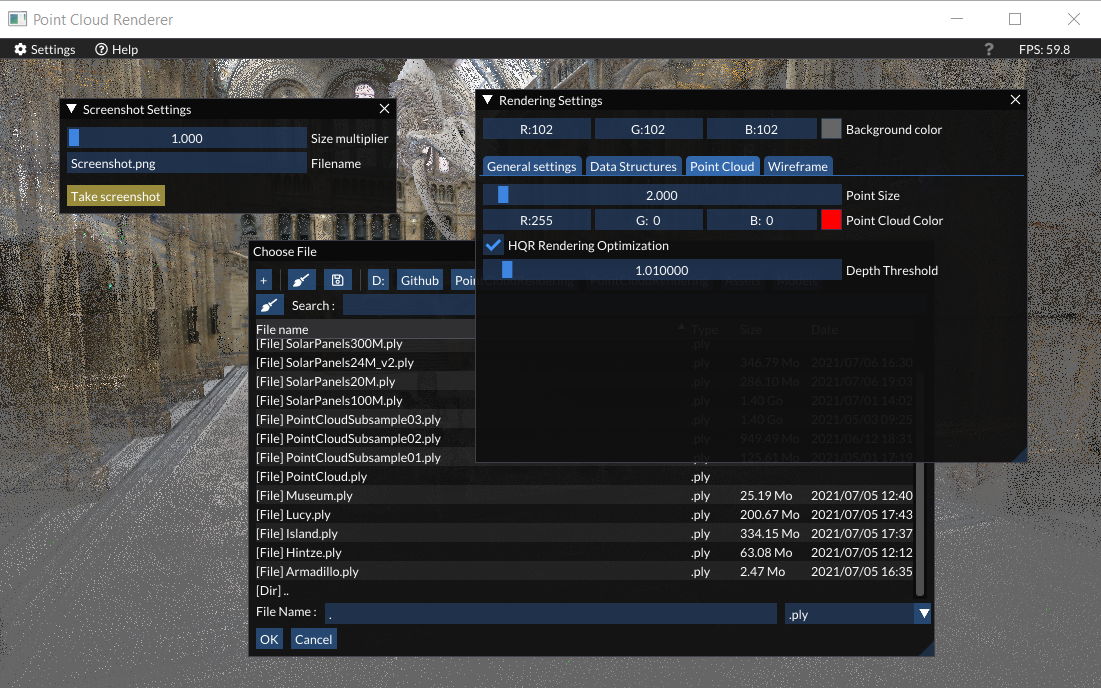 Point Cloud Renderer
Settings Help ? FPS: 59.8
Screenshot Settings
1.000 Size multiplier
Screenshot.png Filename
Take screenshot
Rendering Settings
R:102 G:102 B:102 Background color
General settings Data Structures Point Cloud Wireframe
2.000 Point Size
R:255 G: 0 B: 0 Point Cloud Color
HQR Rendering Optimization
1.010000 Depth Threshold
Choose File
+ D: Github
Search :
File name Type Size Date
[File] SolarPanels300M.ply .ply
[File] SolarPanels24M_v2.ply .ply 346.79 Mo 2021/07/06 16:30
[File] SolarPanels20M.ply .ply 286.10 Mo 2021/07/06 19:03
[File] SolarPanels100M.ply .ply 1.40 Go 2021/07/01 14:02
[File] PointCloudSubsample03.ply .ply 1.40 Go 2021/05/03 09:25
[File] PointCloudSubsample02.ply .ply 949.49 Mo 2021/06/12 18:31
[File] PointCloudSubsample01.ply .ply 125.61 Mo 2021/05/01 17:19
[File] PointCloud.ply .ply
[File] Museum.ply .ply 25.19 Mo 2021/07/05 12:40
[File] Lucy.ply .ply 200.67 Mo 2021/07/05 17:43
[File] Island.ply .ply 334.15 Mo 2021/07/05 17:37
[File] Hintze.ply .ply 63.08 Mo 2021/07/05 12:12
[File] Armadillo.ply .ply 2.47 Mo 2021/07/05 16:35
[Dir] ..
File Name : . .ply
OK Cancel